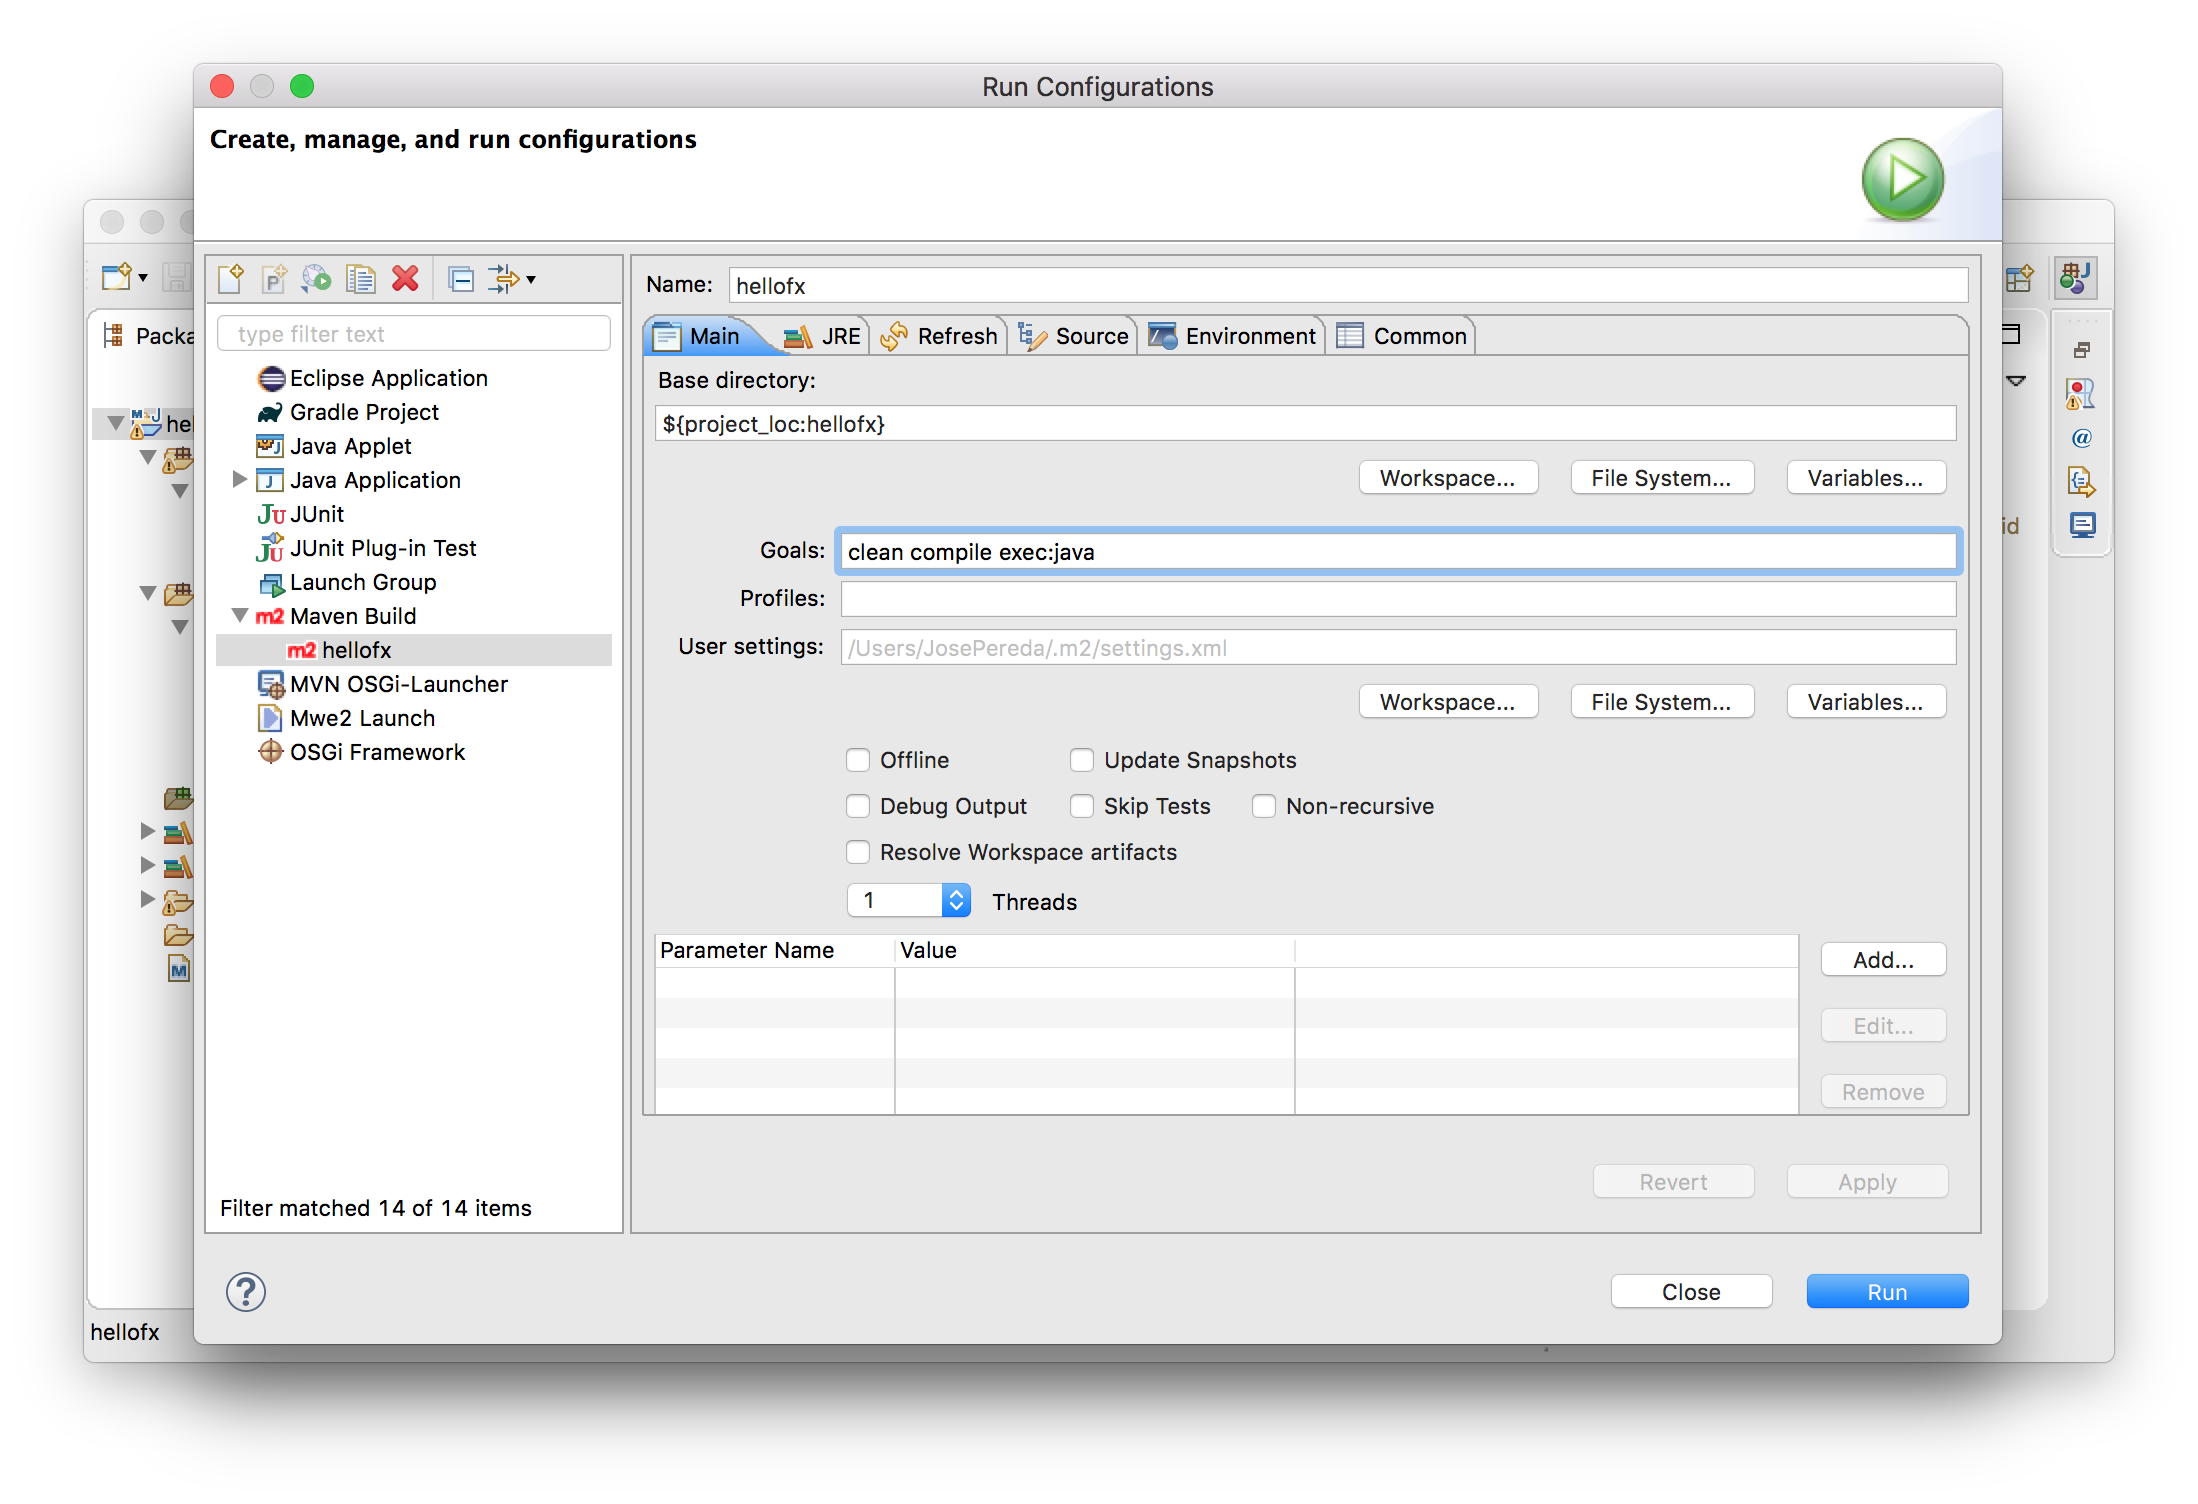 Run Configurations
Create, manage, and run configurations
Name: hellofx
type filter text
Main JRE Refresh Source Environment Common
Base directory:
${project_loc:hellofx}
Workspace... File System... Variables...
Goals: clean compile exec:java
Profiles:
User settings: /Users/JosePereda/.m2/settings.xml
Workspace... File System... Variables...
Offline Update Snapshots
Debug Output Skip Tests Non-recursive
Resolve Workspace artifacts
1 Threads
Parameter Name Value
Add...
Edit...
Remove
Revert Apply
Eclipse Application
Gradle Project
Java Applet
Java Application
JUnit
JUnit Plug-in Test
Launch Group
m2 Maven Build
m2 hellofx
MVN OSGi-Launcher
Mwe2 Launch
OSGi Framework
Filter matched 14 of 14 items
Close Run
Packa
hel
id
hellofx